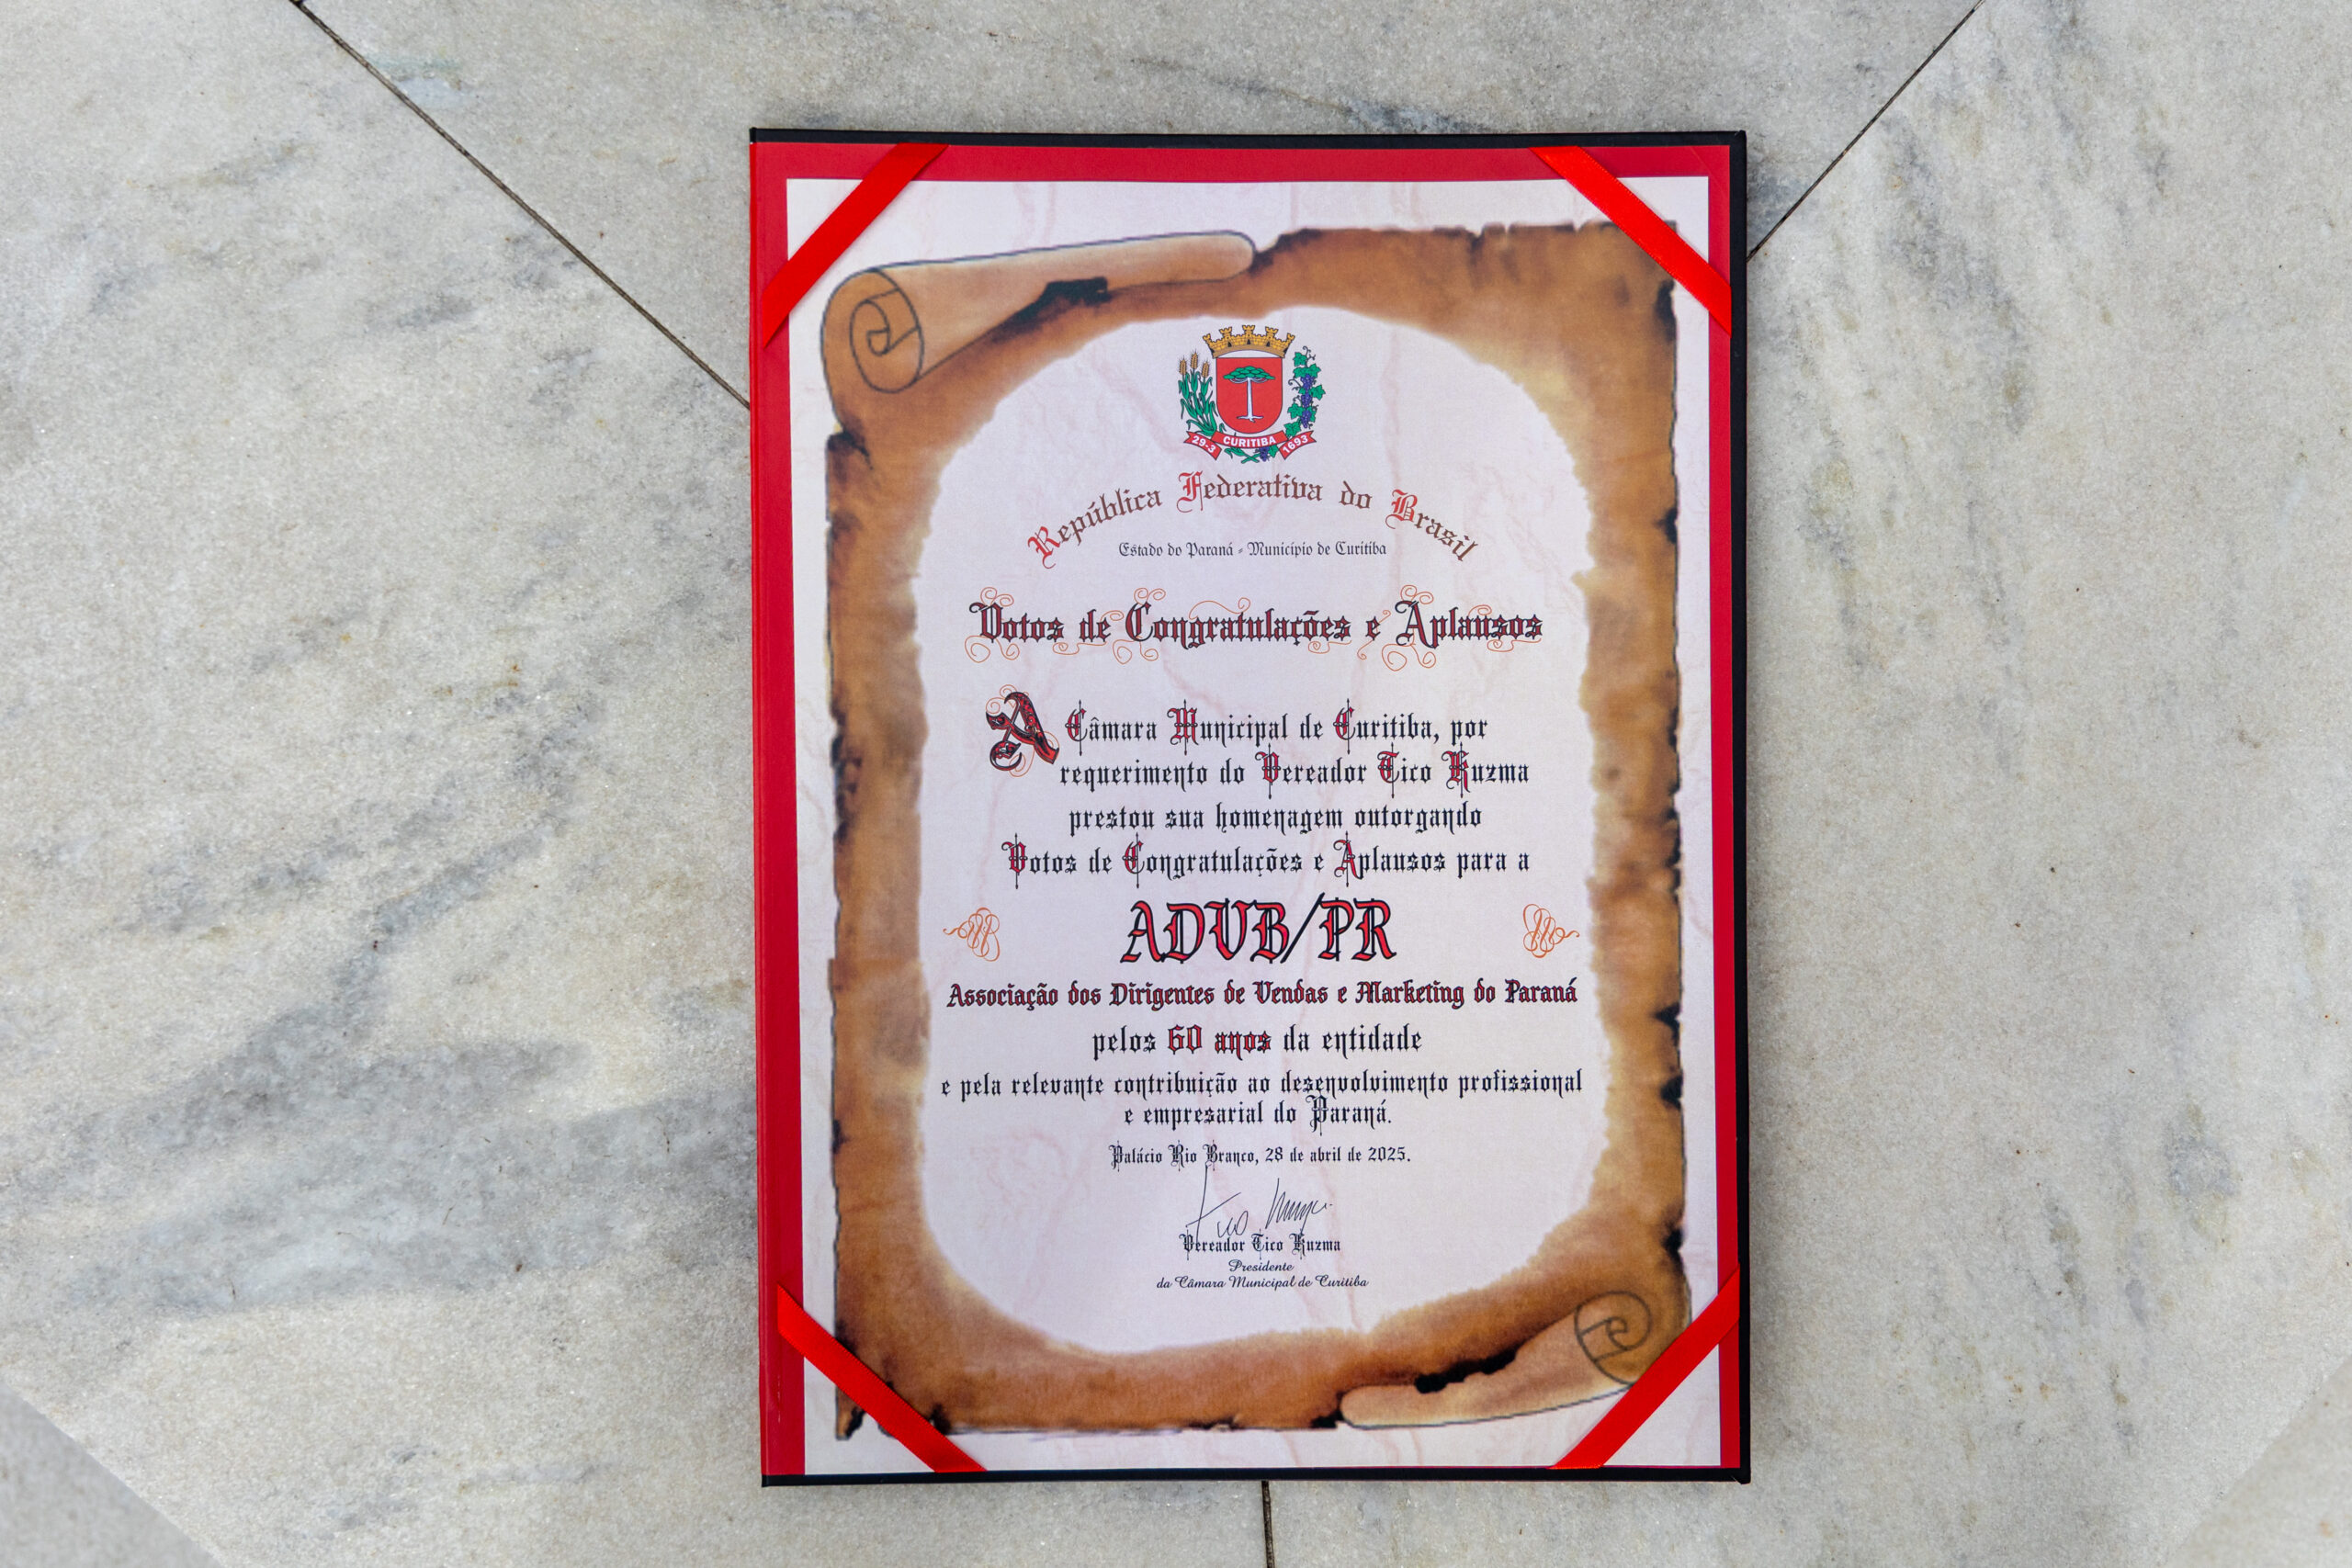 29-3 CURITIBA 1693
República Federativa do Brasil
Estado do Paraná - Município de Curitiba
Votos de Congratulações e Aplausos
A Câmara Municipal de Curitiba, por
requerimento do Vereador Tico Kuzma
prestou sua homenagem outorgando
Votos de Congratulações e Aplausos para a
ADVB/PR
Associação dos Dirigentes de Vendas e Marketing do Paraná
pelos 60 anos da entidade
e pela relevante contribuição ao desenvolvimento profissional
e empresarial do Paraná.
Palácio Rio Branco, 28 de abril de 2025.
Tico Kuzma
Vereador Tico Kuzma
Presidente
da Câmara Municipal de Curitiba